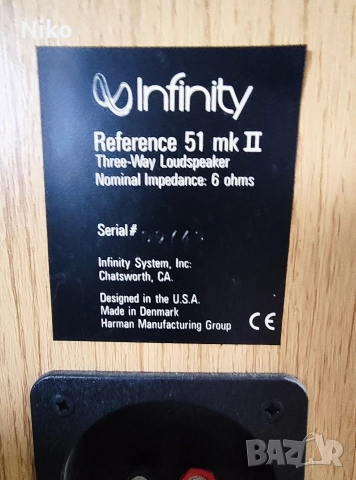 Niko
Infinity
Reference 51 mk II
Three-Way Loudspeaker
Nominal Impedance: 6 ohms
Serial#
Infinity System, Inc:
Chatsworth, CA.
Designed in the U.S.A.
Made in Denmark
Harman Manufacturing Group
CE
BAZAR